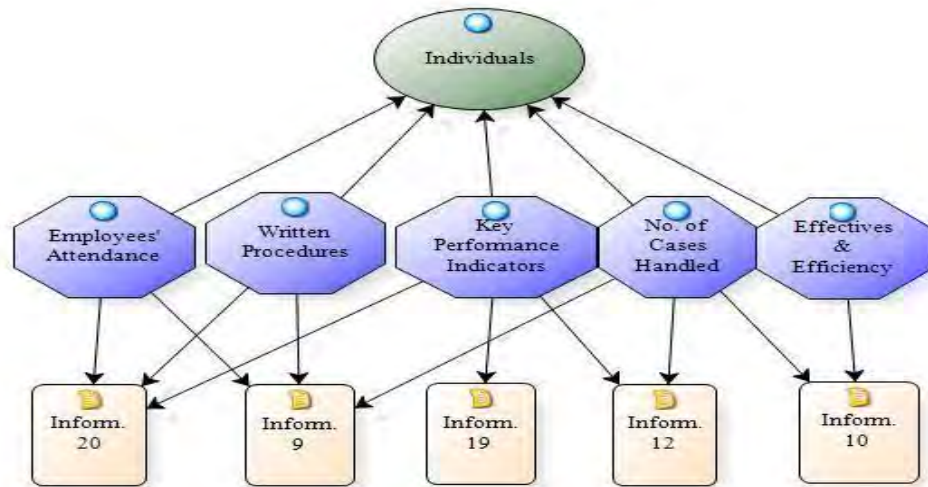 Individuals
Employees'
Attendance
Written
Procedures
Key
Performance
Indicators
No. of
Cases
Handled
Effectives
&
Efficiency
Inform.
20
Inform.
9
Inform.
19
Inform.
12
Inform.
10